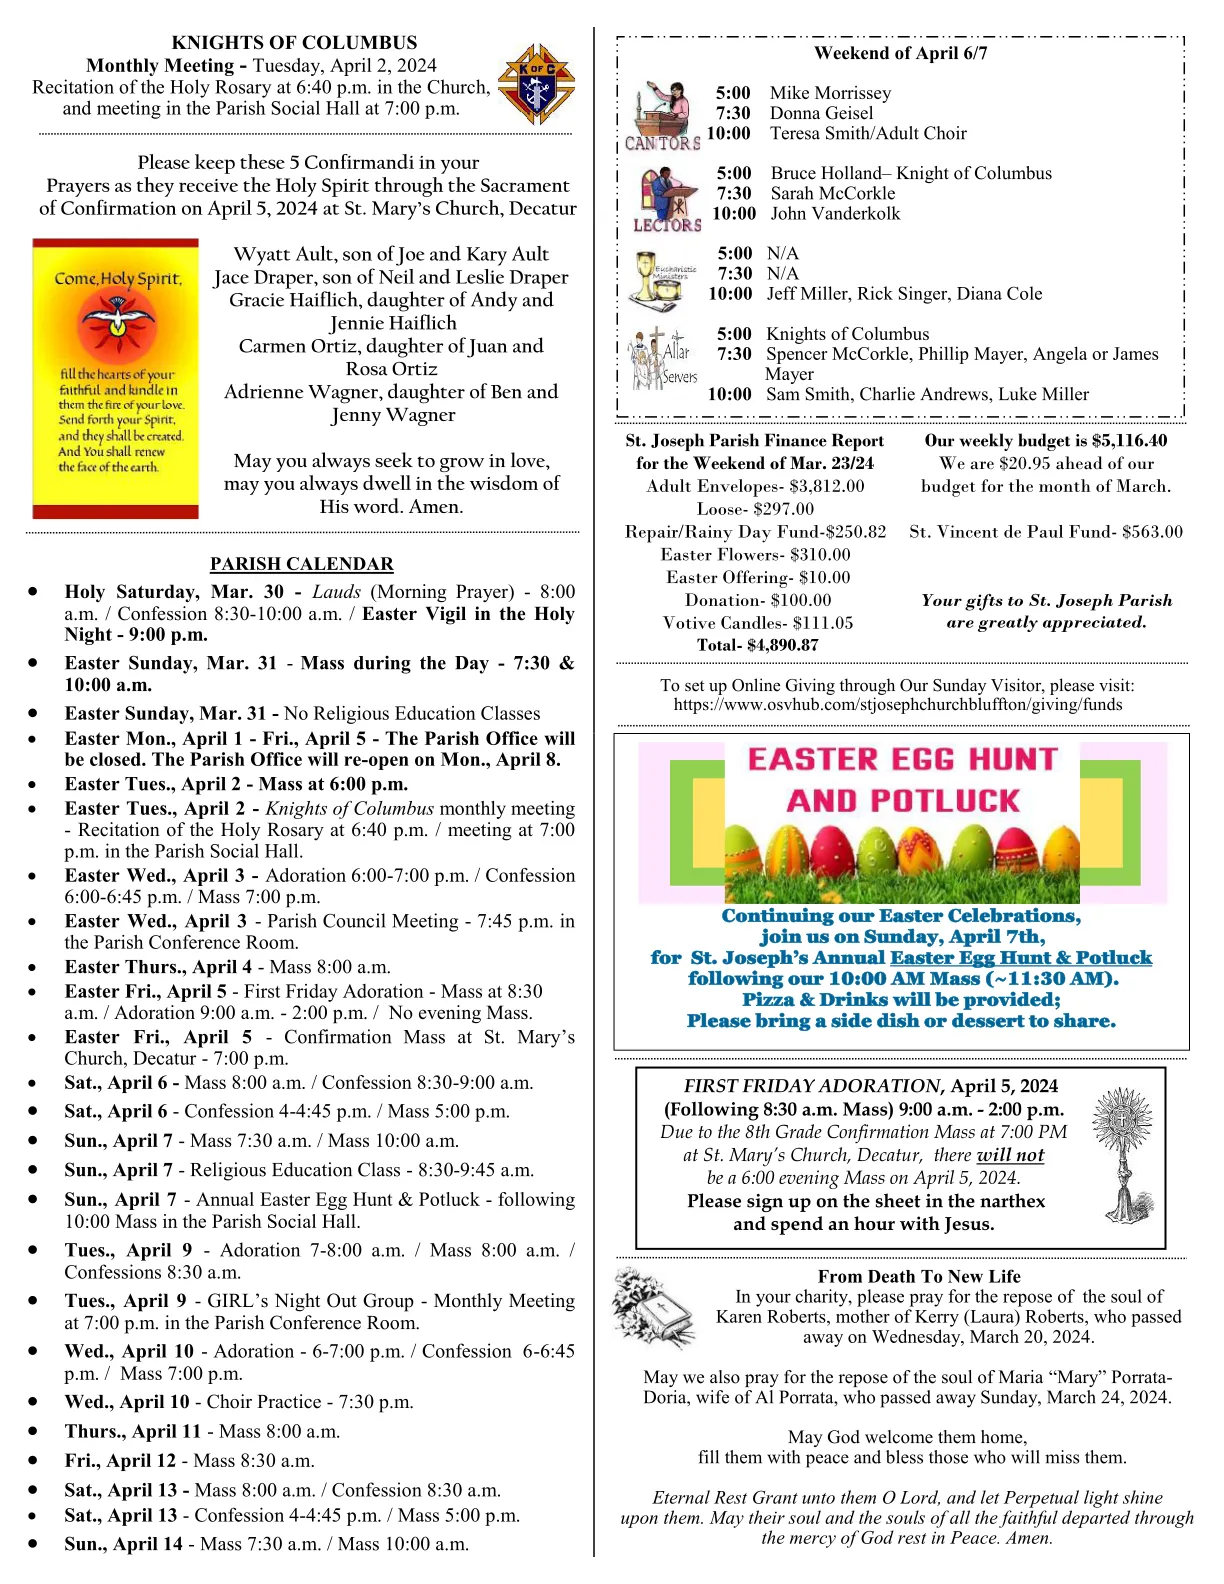 KNIGHTS OF COLUMBUS
Monthly Meeting - Tuesday, April 2, 2024
Recitation of the Holy Rosary at 6:40 p.m. in the Church,
and meeting in the Parish Social Hall at 7:00 p.m.
K OF C
Please keep these 5 Confirmandi in your
Prayers as they receive the Holy Spirit through the Sacrament
of Confirmation on April 5, 2024 at St. Mary's Church, Decatur
Come, Holy Spirit,
fill the hearts of your
faithful and kindle in
them the fire of your love.
Send forth your Spirit,
and they shall be created.
And You shall renew
the face of the earth.
Wyatt Ault, son of Joe and Kary Ault
Jace Draper, son of Neil and Leslie Draper
Gracie Haiflich, daughter of Andy and
Jennie Haiflich
Carmen Ortiz, daughter of Juan and
Rosa Ortiz
Adrienne Wagner, daughter of Ben and
Jenny Wagner
May you always seek to grow in love,
may you always dwell in the wisdom of
His word. Amen.
PARISH CALENDAR
• Holy Saturday, Mar. 30 - Lauds (Morning Prayer) - 8:00
a.m. / Confession 8:30-10:00 a.m. / Easter Vigil in the Holy
Night - 9:00 p.m.
• Easter Sunday, Mar. 31 - Mass during the Day - 7:30 &
10:00 a.m.
• Easter Sunday, Mar. 31 - No Religious Education Classes
• Easter Mon., April 1 - Fri., April 5 - The Parish Office will
be closed. The Parish Office will re-open on Mon., April 8.
• Easter Tues., April 2 - Mass at 6:00 p.m.
• Easter Tues., April 2 - Knights of Columbus monthly meeting
- Recitation of the Holy Rosary at 6:40 p.m. / meeting at 7:00
p.m. in the Parish Social Hall.
• Easter Wed., April 3 - Adoration 6:00-7:00 p.m. / Confession
6:00-6:45 p.m. / Mass 7:00 p.m.
• Easter Wed., April 3 - Parish Council Meeting - 7:45 p.m. in
the Parish Conference Room.
• Easter Thurs., April 4 - Mass 8:00 a.m.
• Easter Fri., April 5 - First Friday Adoration - Mass at 8:30
a.m. / Adoration 9:00 a.m. - 2:00 p.m. / No evening Mass.
• Easter Fri., April 5 - Confirmation Mass at St. Mary's
Church, Decatur - 7:00 p.m.
• Sat., April 6 - Mass 8:00 a.m. / Confession 8:30-9:00 a.m.
• Sat., April 6 - Confession 4-4:45 p.m. / Mass 5:00 p.m.
• Sun., April 7 - Mass 7:30 a.m. / Mass 10:00 a.m.
• Sun., April 7 - Religious Education Class - 8:30-9:45 a.m.
• Sun., April 7 - Annual Easter Egg Hunt & Potluck - following
10:00 Mass in the Parish Social Hall.
• Tues., April 9 - Adoration 7-8:00 a.m. / Mass 8:00 a.m. /
Confessions 8:30 a.m.
• Tues., April 9 - GIRL's Night Out Group - Monthly Meeting
at 7:00 p.m. in the Parish Conference Room.
• Wed., April 10 - Adoration - 6-7:00 p.m. / Confession 6-6:45
p.m. / Mass 7:00 p.m.
• Wed., April 10 - Choir Practice - 7:30 p.m.
• Thurs., April 11 - Mass 8:00 a.m.
• Fri., April 12 - Mass 8:30 a.m.
• Sat., April 13 - Mass 8:00 a.m. / Confession 8:30 a.m.
• Sat., April 13 - Confession 4-4:45 p.m. / Mass 5:00 p.m.
• Sun., April 14 - Mass 7:30 a.m. / Mass 10:00 a.m.
Weekend of April 6/7
CANTORS
5:00 Mike Morrissey
7:30 Donna Geisel
10:00 Teresa Smith/Adult Choir
LECTORS
5:00 Bruce Holland– Knight of Columbus
7:30 Sarah McCorkle
10:00 John Vanderkolk
Eucharistic
Ministers
5:00 N/A
7:30 N/A
10:00 Jeff Miller, Rick Singer, Diana Cole
Altar
Servers
5:00 Knights of Columbus
7:30 Spencer McCorkle, Phillip Mayer, Angela or James
Mayer
10:00 Sam Smith, Charlie Andrews, Luke Miller
St. Joseph Parish Finance Report
for the Weekend of Mar. 23/24
Adult Envelopes- $3,812.00
Loose- $297.00
Repair/Rainy Day Fund-$250.82
Easter Flowers- $310.00
Easter Offering- $10.00
Donation- $100.00
Votive Candles- $111.05
Total- $4,890.87
Our weekly budget is $5,116.40
We are $20.95 ahead of our
budget for the month of March.
St. Vincent de Paul Fund- $563.00
Your gifts to St. Joseph Parish
are greatly appreciated.
To set up Online Giving through Our Sunday Visitor, please visit:
https://www.osvhub.com/stjosephchurchbluffton/giving/funds
EASTER EGG HUNT
AND POTLUCK
Continuing our Easter Celebrations,
join us on Sunday, April 7th,
for St. Joseph's Annual Easter Egg Hunt & Potluck
following our 10:00 AM Mass (~11:30 AM).
Pizza & Drinks will be provided;
Please bring a side dish or dessert to share.
FIRST FRIDAY ADORATION, April 5, 2024
(Following 8:30 a.m. Mass) 9:00 a.m. - 2:00 p.m.
Due to the 8th Grade Confirmation Mass at 7:00 PM
at St. Mary's Church, Decatur, there will not
be a 6:00 evening Mass on April 5, 2024.
Please sign up on the sheet in the narthex
and spend an hour with Jesus.
From Death To New Life
In your charity, please pray for the repose of the soul of
Karen Roberts, mother of Kerry (Laura) Roberts, who passed
away on Wednesday, March 20, 2024.
May we also pray for the repose of the soul of Maria “Mary” Porrata-
Doria, wife of Al Porrata, who passed away Sunday, March 24, 2024.
May God welcome them home,
fill them with peace and bless those who will miss them.
Eternal Rest Grant unto them O Lord, and let Perpetual light shine
upon them. May their soul and the souls of all the faithful departed through
the mercy of God rest in Peace. Amen.